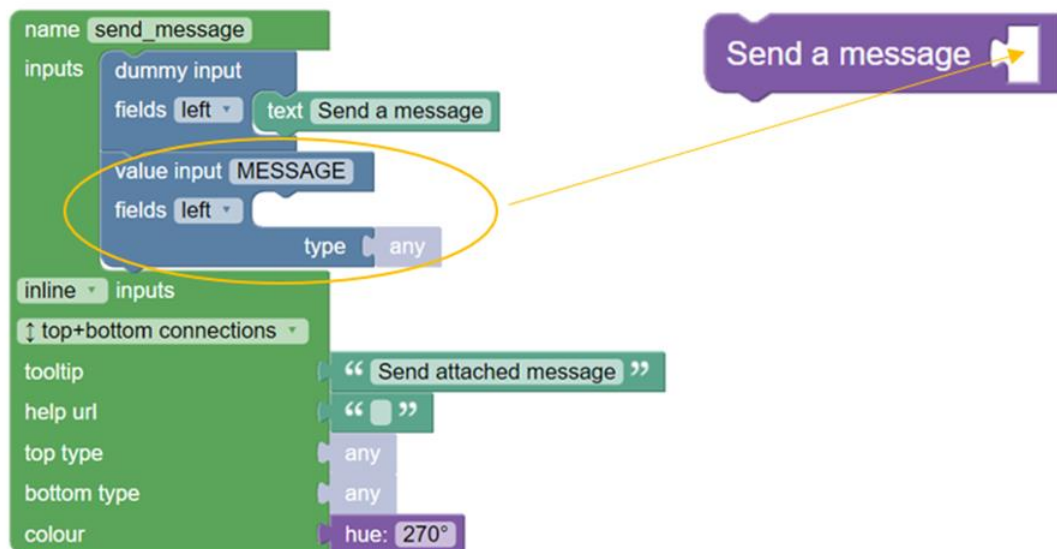 name send_message
inputs
dummy input
fields left
text Send a message
value input MESSAGE
fields left
type any
inline inputs
↕ top+bottom connections
tooltip “ Send attached message ”
help url “ ”
top type any
bottom type any
colour hue: 270°
Send a message